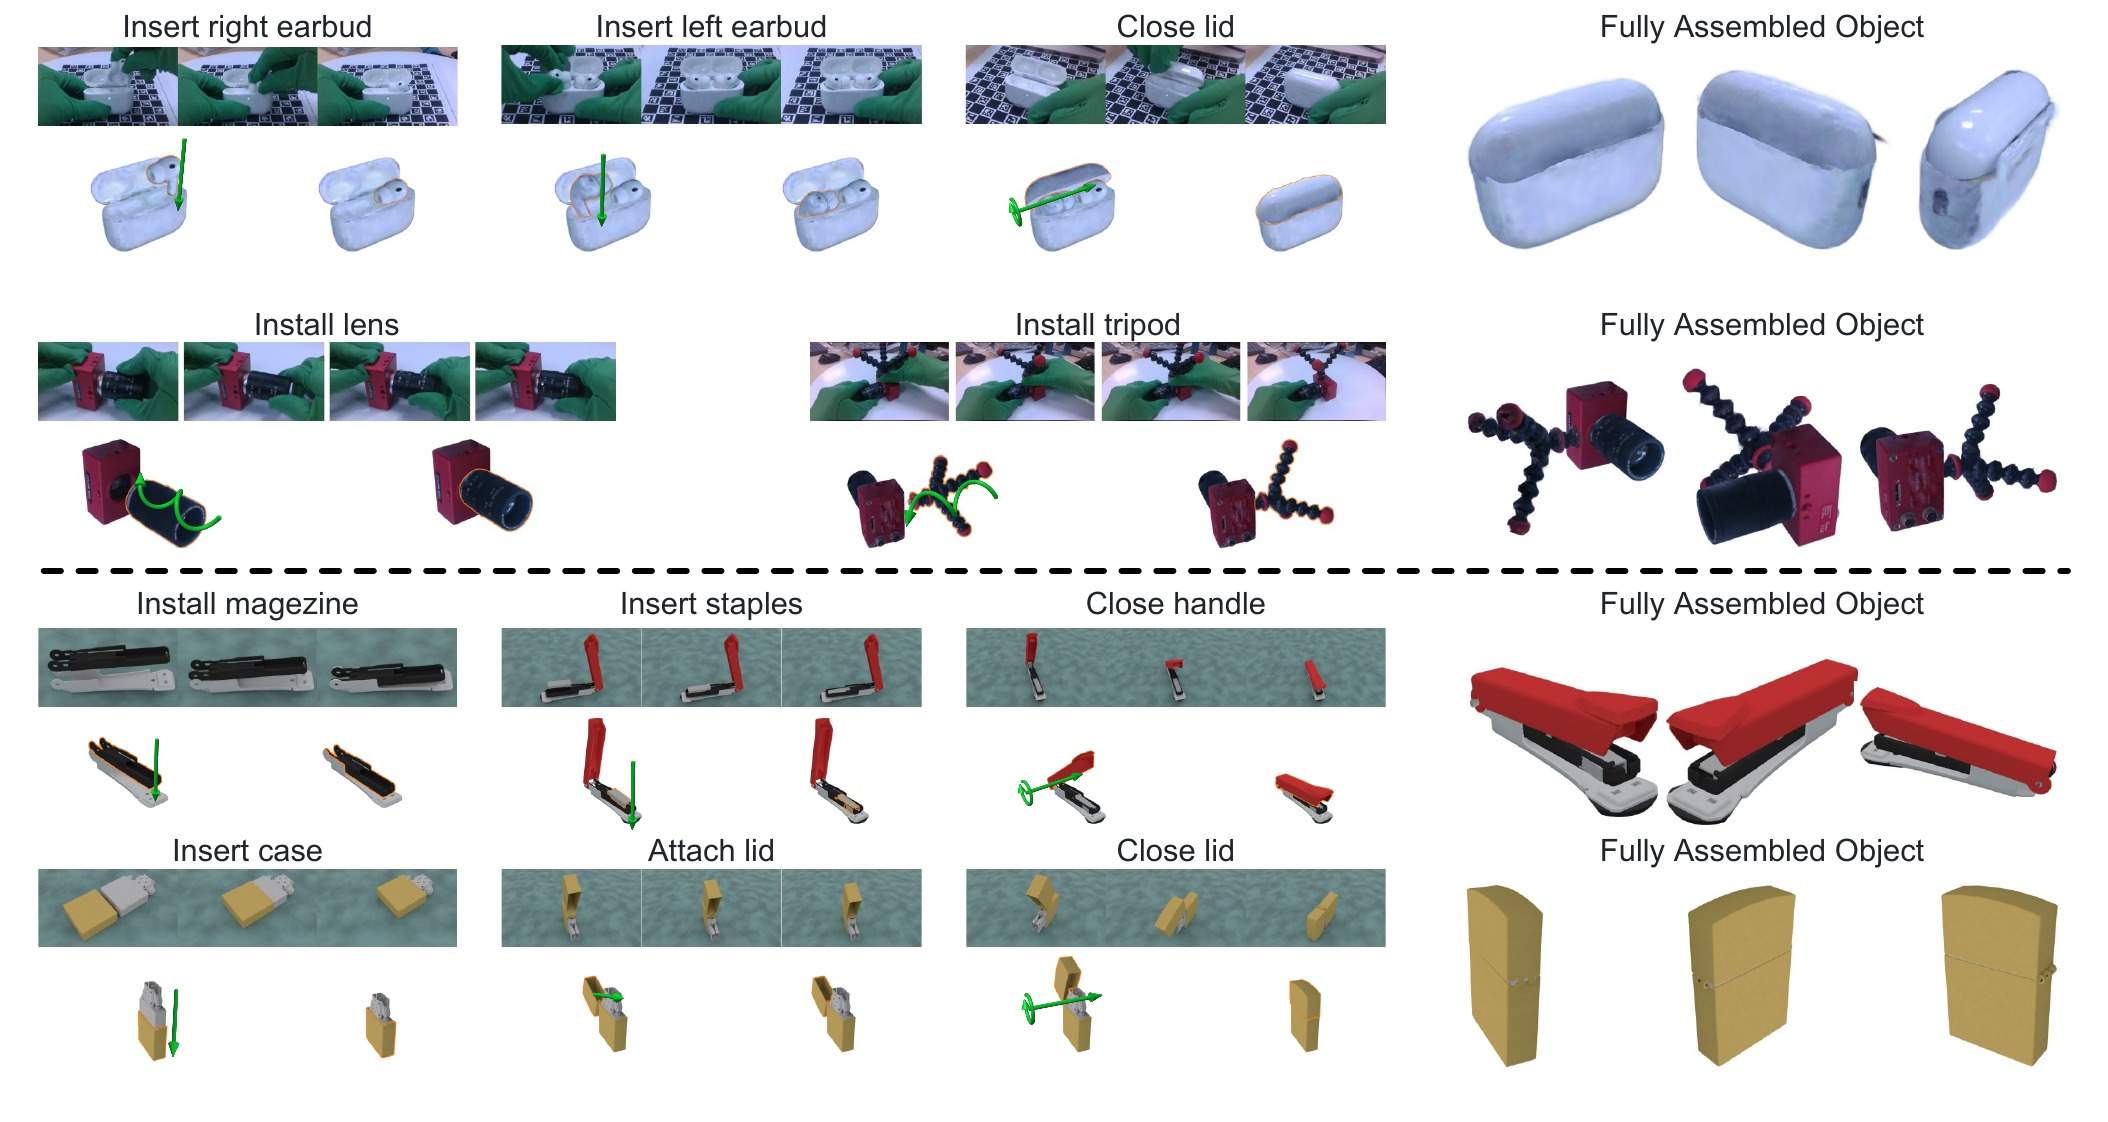 Insert right earbud
Insert left earbud
Close lid
Fully Assembled Object
Install lens
Install tripod
Fully Assembled Object
Install magezine
Insert staples
Close handle
Fully Assembled Object
Insert case
Attach lid
Close lid
Fully Assembled Object